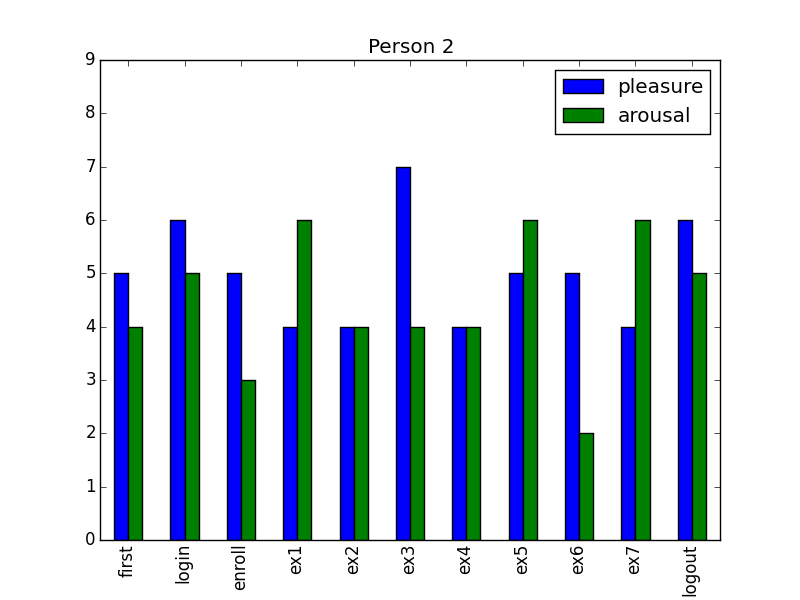 Person 2
pleasure
arousal
9
8
7
6
5
4
3
2
1
0
first
login
enroll
ex1
ex2
ex3
ex4
ex5
ex6
ex7
logout